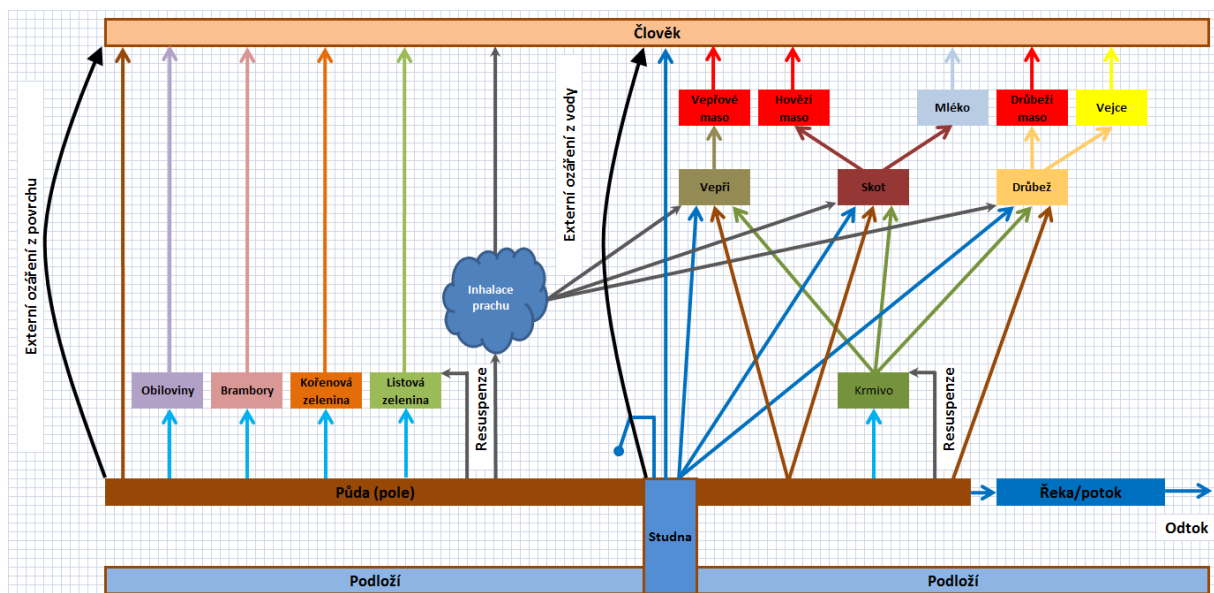 Člověk
Externí ozáření z povrchu
Externí ozáření z vody
Vepřové
maso
Hovězí
maso
Mléko
Drůbeží
maso
Vejce
Vepři
Skot
Drůbež
Inhalace
prachu
Obiloviny
Brambory
Kořenová
zelenina
Listová
zelenina
Resuspenze
Krmivo
Resuspenze
Půda (pole)
Řeka/potok
Studna
Odtok
Podloží
Podloží